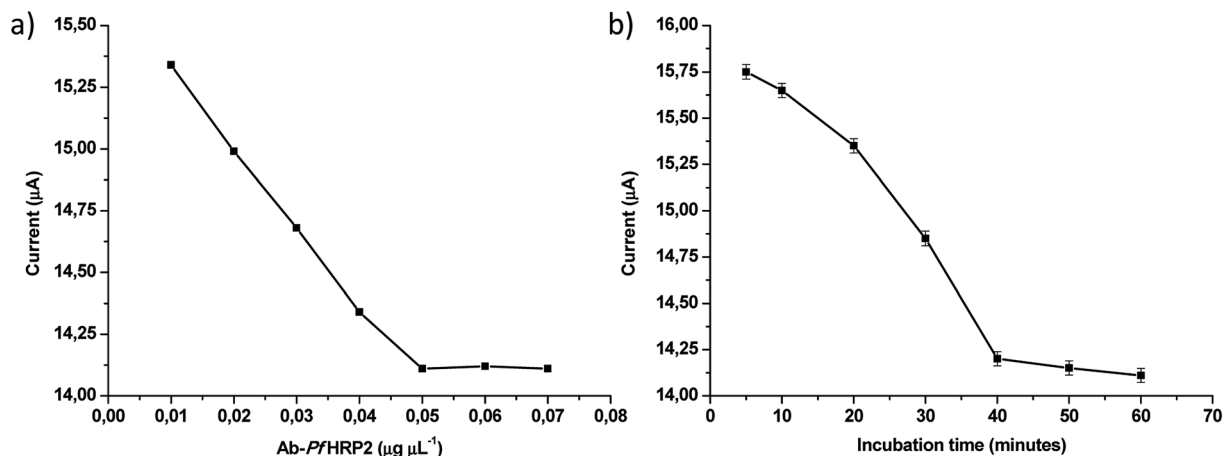 a)
15,50
15,25
15,00
14,75
14,50
14,25
14,00
Current (μA)
0,00 0,01 0,02 0,03 0,04 0,05 0,06 0,07 0,08
Ab-PfHRP2 (μg μL⁻¹)
b)
16,00
15,75
15,50
15,25
15,00
14,75
14,50
14,25
14,00
Current (μA)
0 10 20 30 40 50 60 70
Incubation time (minutes)